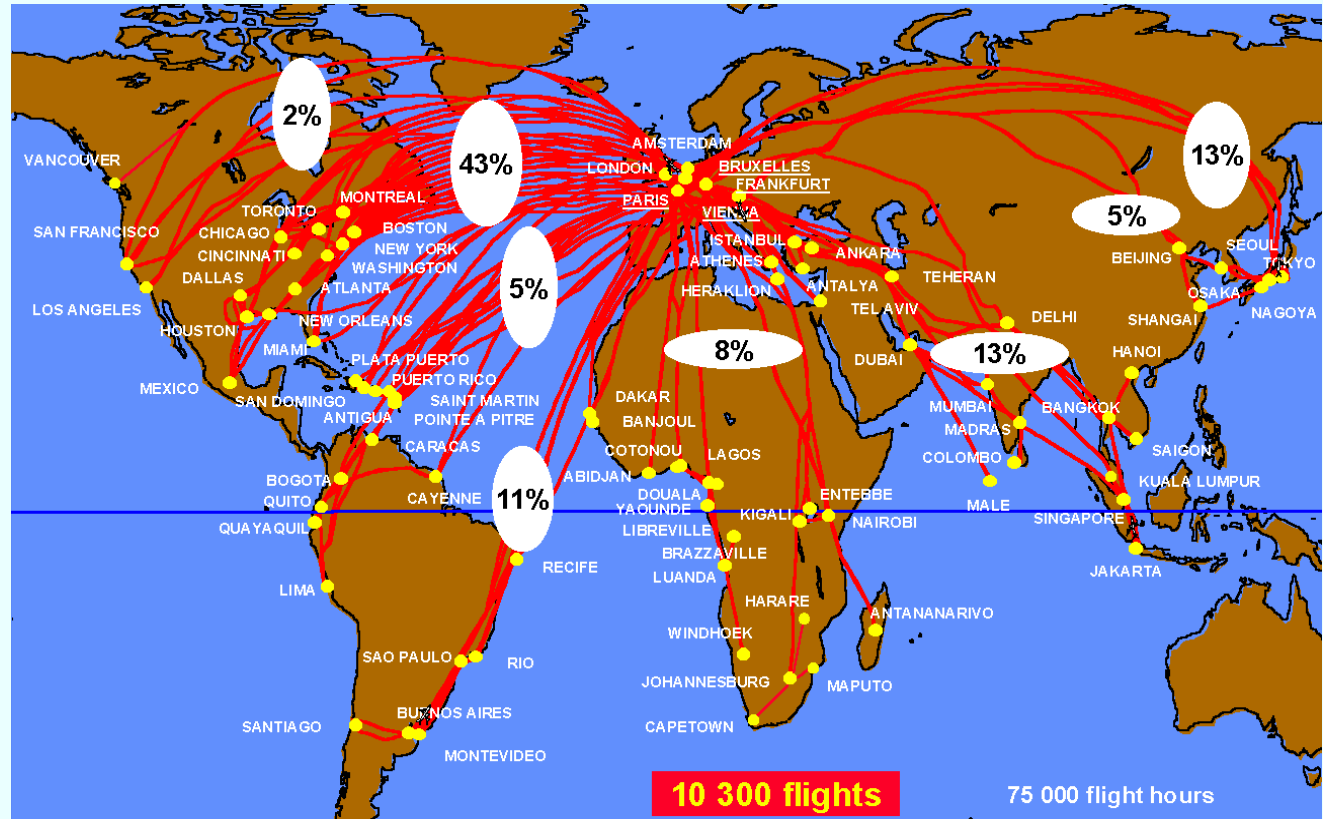 2%
43%
13%
AMSTERDAM
VANCOUVER
LONDON
BRUXELLES
FRANKFURT
PARIS
MONTREAL
VIENNA
5%
TORONTO
SAN FRANCISCO
CHICAGO
BOSTON
ISTANBUL
NEW YORK
ANKARA
SEOUL
CINCINNATI
ATHENES
BEIJING
TOKYO
WASHINGTON
DALLAS
HERAKLION
ANTALYA
TEHERAN
5%
ATLANTA
OSAKA
LOS ANGELES
TEL AVIV
NAGOYA
HOUSTON
NEW ORLEANS
DELHI
SHANGAI
MIAMI
8%
DUBAI
13%
HANOI
PLATA PUERTO
MEXICO
PUERTO RICO
SAN DOMINGO
SAINT MARTIN
DAKAR
MUMBAI
BANGKOK
ANTIGUA
POINTE A PITRE
BANJOUL
MADRAS
CARACAS
COTONOU
LAGOS
SAIGON
COLOMBO
ABIDJAN
BOGOTA
KUALA LUMPUR
CAYENNE
11%
DOUALA
ENTEBBE
QUITO
YAOUNDE
MALE
KIGALI
SINGAPORE
QUAYAQUIL
LIBREVILLE
NAIROBI
BRAZZAVILLE
RECIFE
JAKARTA
LUANDA
LIMA
HARARE
ANTANANARIVO
WINDHOEK
SAO PAULO
RIO
JOHANNESBURG
MAPUTO
BUENOS AIRES
SANTIAGO
CAPETOWN
MONTEVIDEO
10 300 flights
75 000 flight hours